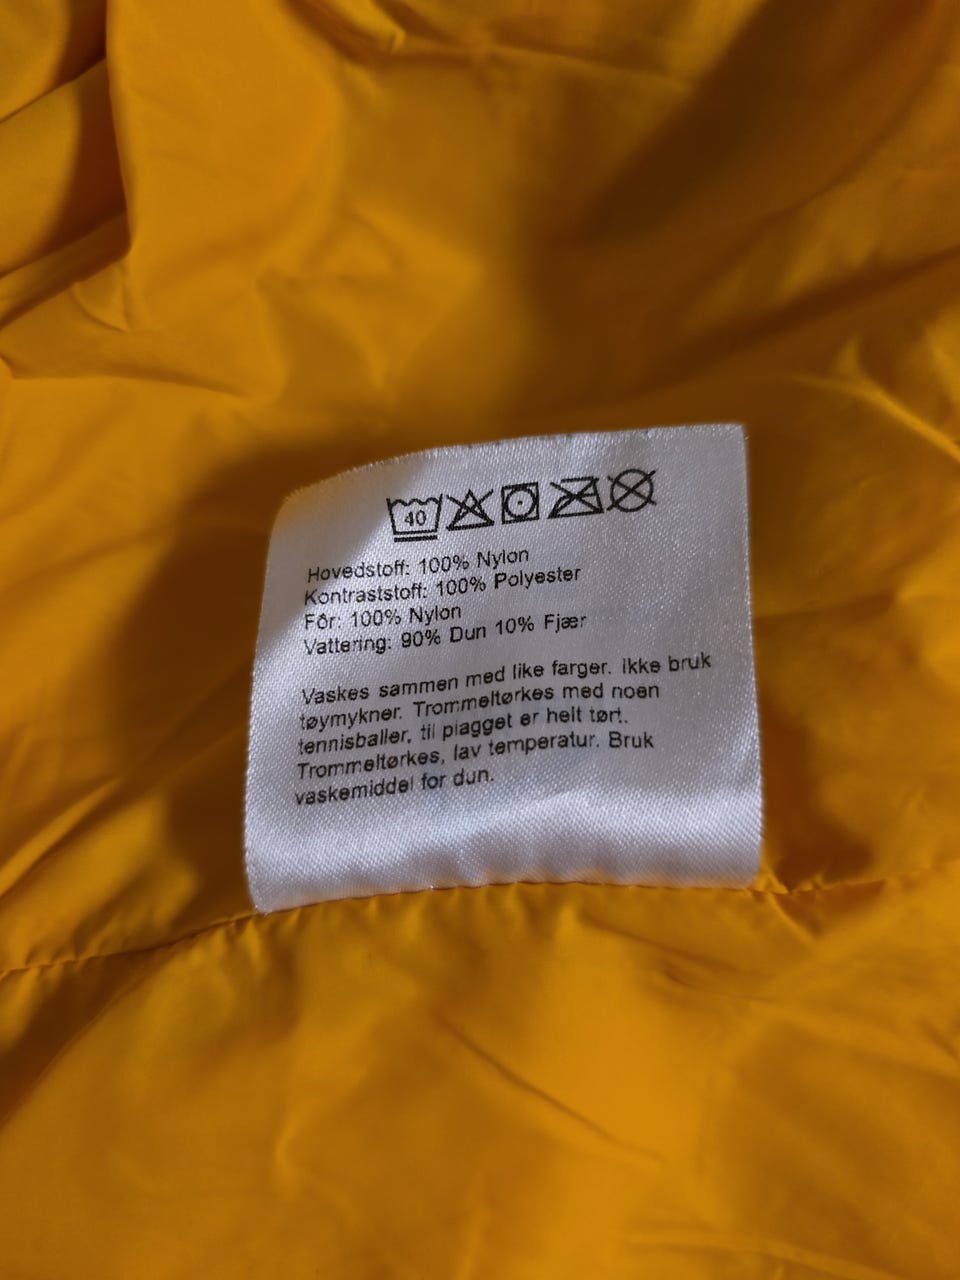 40
Hovedstoff: 100% Nylon
Kontraststoff: 100% Polyester
Fôr: 100% Nylon
Vattering: 90% Dun 10% Fjær
Vaskes sammen med like farger. Ikke bruk
tøymykner. Trommeltørkes med noen
tennisballer, til plagget er helt tørt.
Trommeltørkes, lav temperatur. Bruk
vaskemiddel for dun.